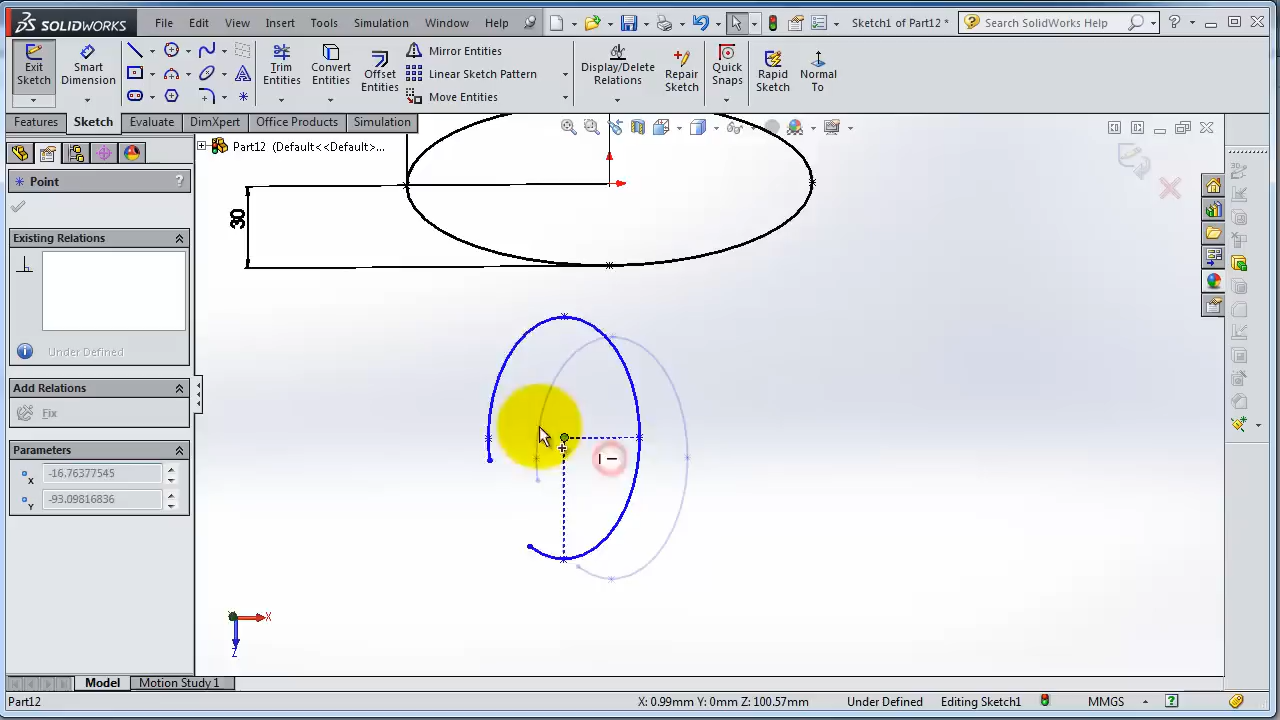 SOLIDWORKS File Edit View Insert Tools Simulation Window Help Sketch1 of Part12 * Search SolidWorks Help
Exit Sketch
Smart Dimension
Trim Entities
Convert Entities
Offset Entities
Mirror Entities
Linear Sketch Pattern
Move Entities
Display/Delete Relations
Repair Sketch
Quick Snaps
Rapid Sketch
Normal To
Features Sketch Evaluate DimXpert Office Products Simulation
Part12 (Default<<Default>...
Point ?
Existing Relations
Under Defined
Add Relations
Fix
Parameters
X -16.76377545
Y -93.09816836
30
X
Z
Model Motion Study 1
Part12 X: 0.99mm Y: 0mm Z: 100.57mm Under Defined Editing Sketch1 MMGS ?